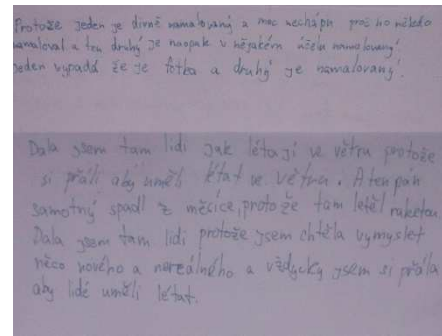 Protože jeden je divně namalovaný a moc nechápu proč ho někdo
namaloval a ten druhý je naopak v nějakém účelu namalovaný.
Jeden vypadá že je fotka a druhý je namalovaný.
Dala jsem tam lidi jak létají ve větru protože
si přáli aby uměli létat ve větru. A ten pán
samotný spadl z měsíce, protože tam letěl raketou.
Dala jsem tam lidi protože jsem chtěla vymyslet
něco nového a nereálného a vždycky jsem si přála
aby lidé uměli létat.